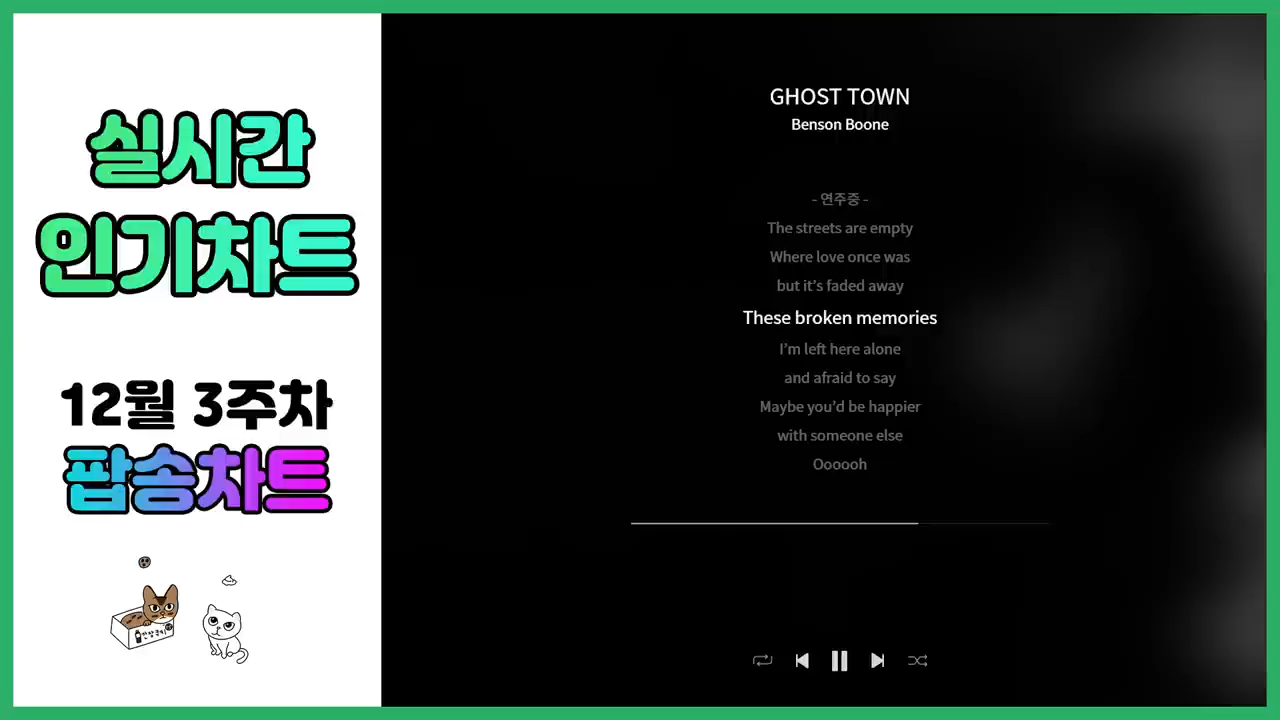 실시간
인기차트
12월 3주차
팝송차트
GHOST TOWN
Benson Boone
- 연주중 -
The streets are empty
Where love once was
but it’s faded away
These broken memories
I’m left here alone
and afraid to say
Maybe you’d be happier
with someone else
Oooooh